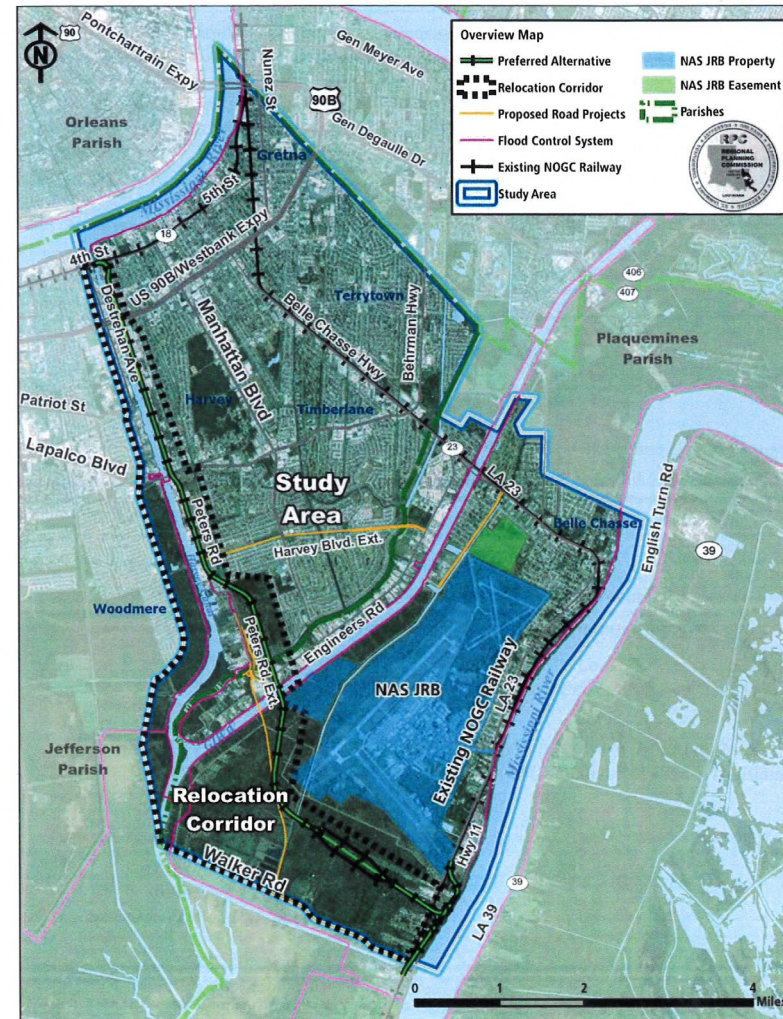 Overview Map
Preferred Alternative
Relocation Corridor
Proposed Road Projects
Flood Control System
Existing NOGC Railway
Study Area
NAS JRB Property
NAS JRB Easement
Parishes
RPC
REGIONAL
PLANNING
COMMISSION
N
90
Pontchartrain Expy
Nunez St
Gen Meyer Ave
90B
Gen Degaulle Dr
Orleans
Parish
Gretna
Mississippi River
5th St
18
4th St
US 90B/Westbank Expy
Destrehan Ave
Manhattan Blvd
Terrytown
Behrman Hwy
Belle Chasse Hwy
406
407
Plaquemines
Parish
Patriot St
Harvey
Timberlane
Lapalco Blvd
23
LA 23
Study
Area
Peters Rd
Harvey Blvd. Ext.
Belle Chasse
English Turn Rd
39
Woodmere
Peters Rd. Ext.
Engineers Rd
NAS JRB
Existing NOGC Railway
LA 23
Mississippi River
Jefferson
Parish
GIWW
Relocation
Corridor
Walker Rd
Hwy 11
39
LA 39
0 1 2 4
Miles